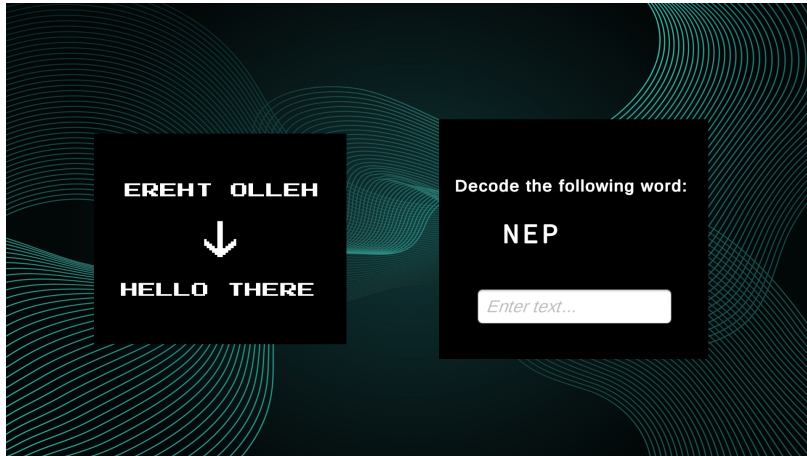 EREHT OLLEH
↓
HELLO THERE
Decode the following word:
NEP
Enter text...